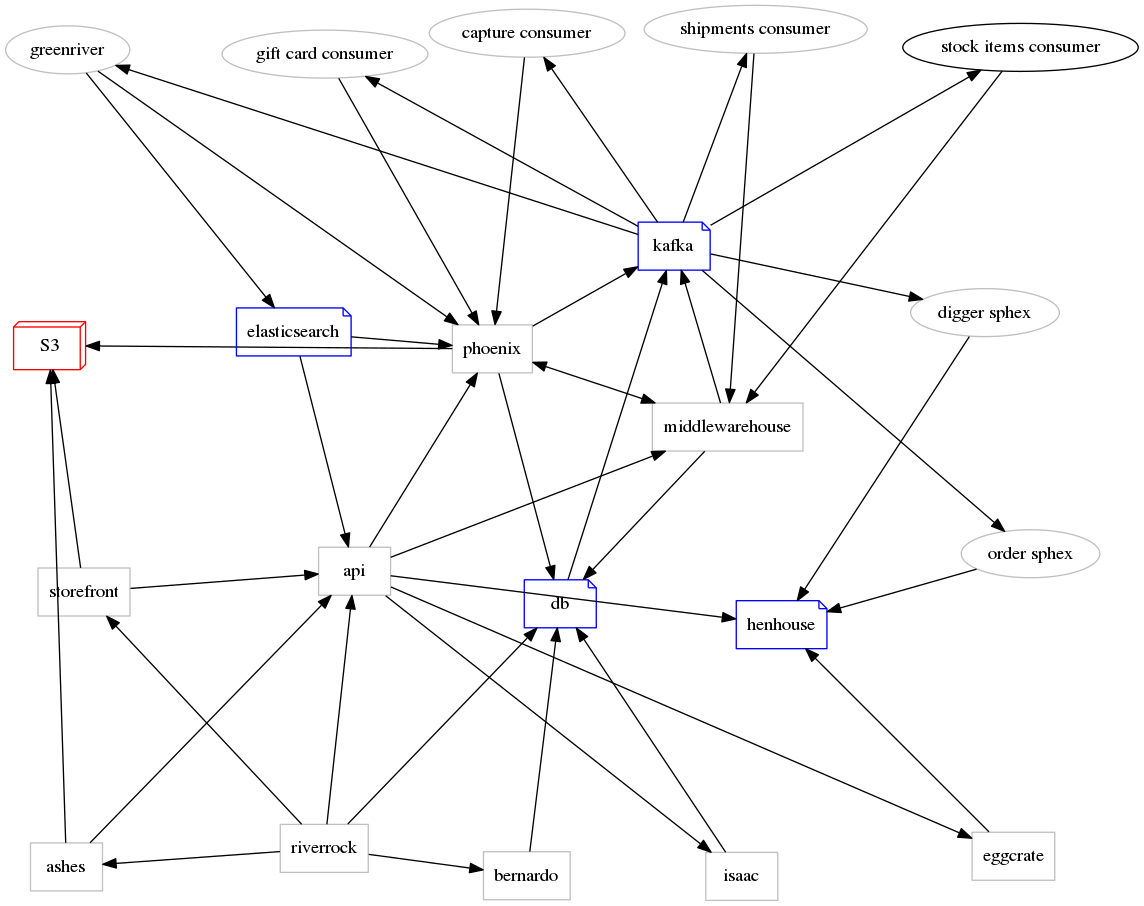 greenriver
gift card consumer
capture consumer
shipments consumer
stock items consumer
kafka
digger sphex
elasticsearch
S3
phoenix
middlewarehouse
order sphex
api
storefront
db
henhouse
ashes
riverrock
bernardo
isaac
eggcrate